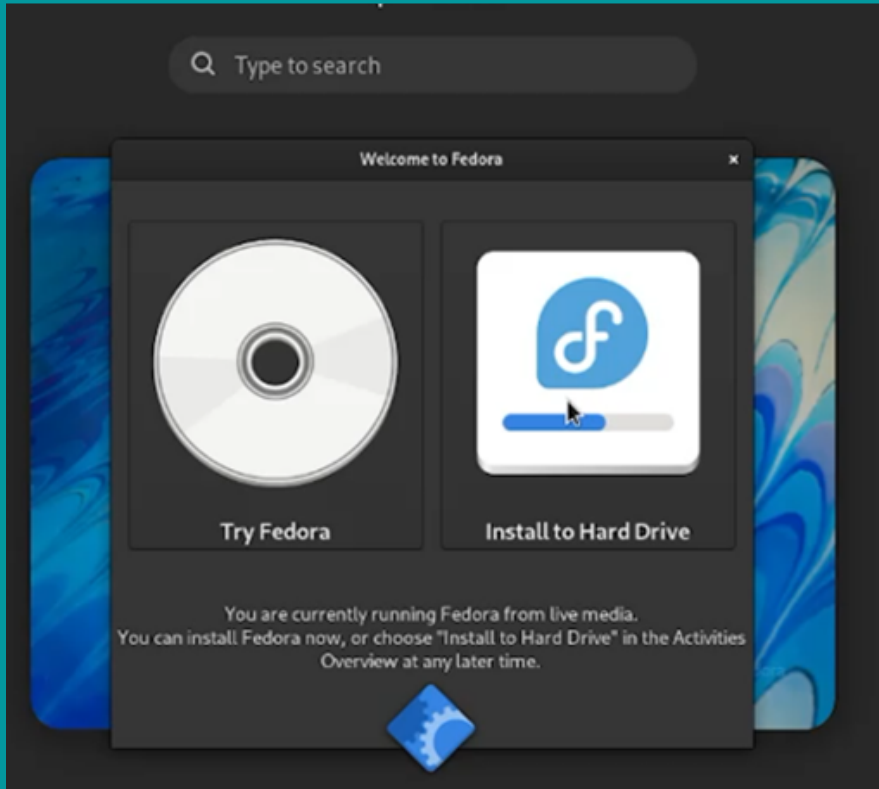 Type to search
Welcome to Fedora
Try Fedora
Install to Hard Drive
You are currently running Fedora from live media.
You can install Fedora now, or choose "Install to Hard Drive" in the Activities
Overview at any later time.